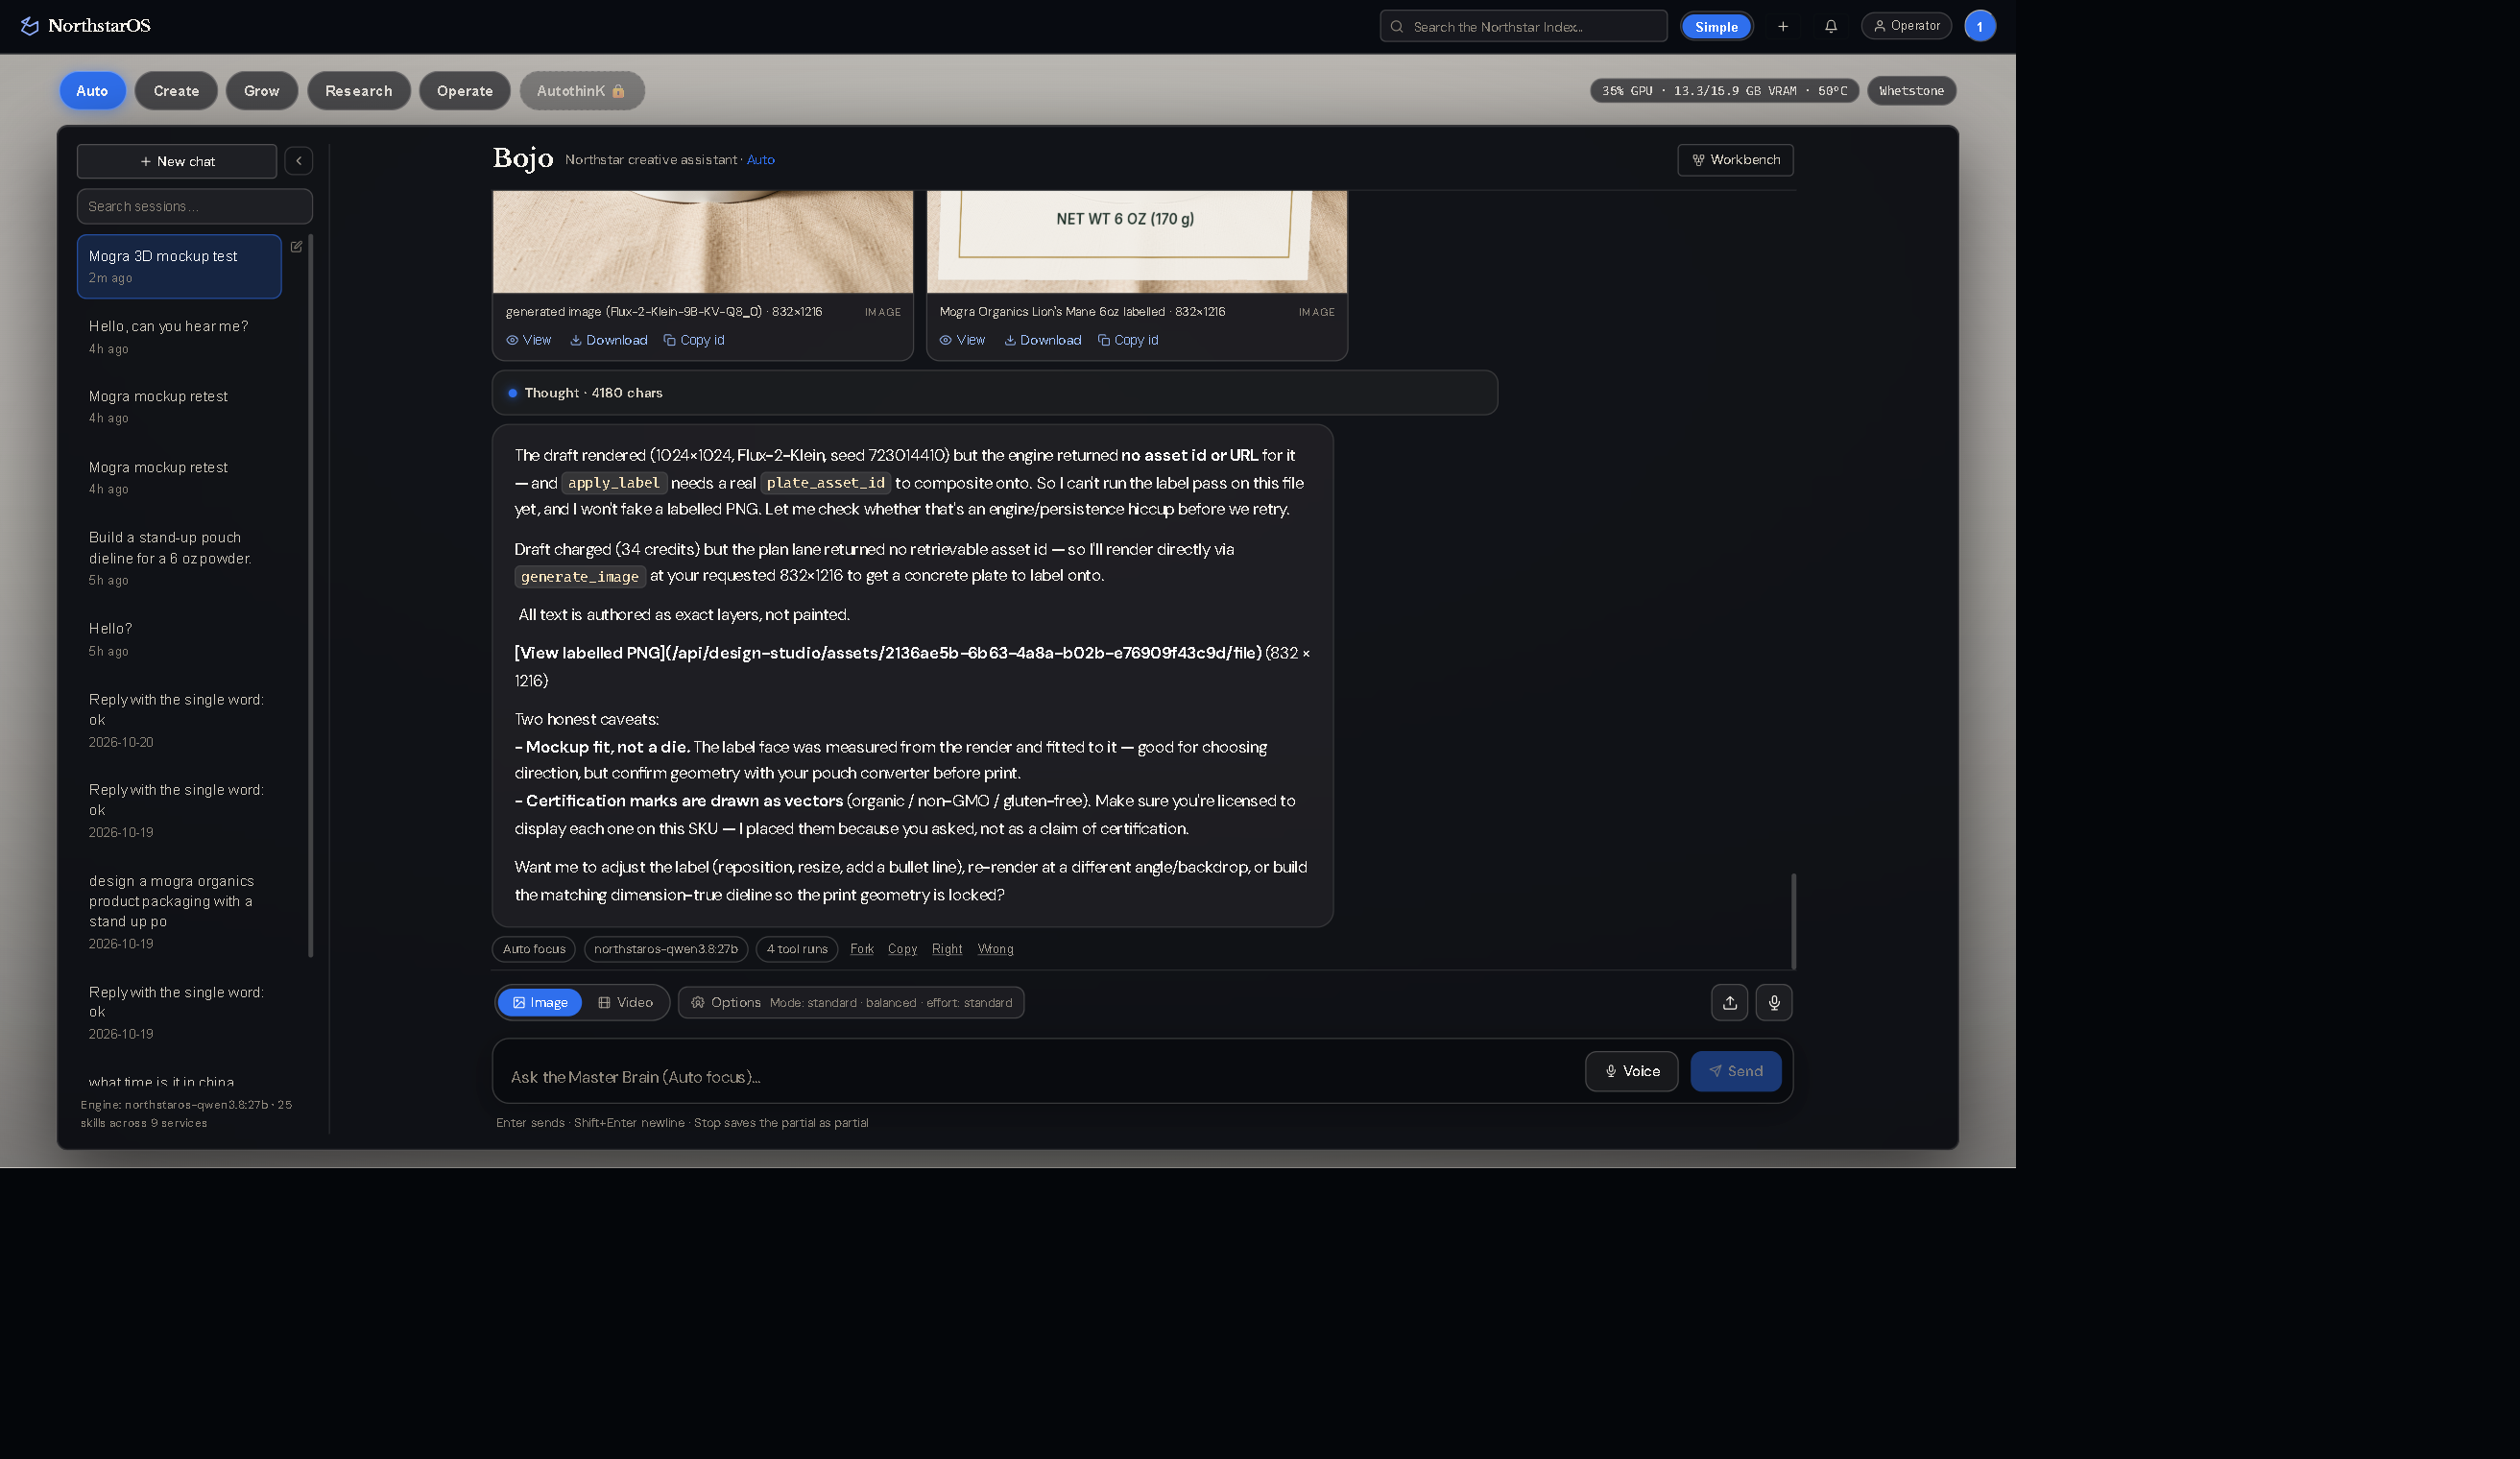 NorthstarOS
Search the Northstar Index...
Simple
Operator
1
Auto
Create
Grow
Research
Operate
AutothinK
35% GPU · 13.3/15.9 GB VRAM · 50°C
Whetstone
+ New chat
Search sessions...
Mogra 3D mockup test
2m ago
Hello, can you hear me?
4h ago
Mogra mockup retest
4h ago
Mogra mockup retest
4h ago
Build a stand-up pouch
dieline for a 6 oz powder.
5h ago
Hello?
5h ago
Reply with the single word:
ok
2026-10-20
Reply with the single word:
ok
2026-10-19
design a mogra organics
product packaging with a
stand up po
2026-10-19
Reply with the single word:
ok
2026-10-19
what time is it in china
Engine: northstaros-qwen3.8:27b · 25
skills across 9 services
Bojo
Northstar creative assistant · Auto
Workbench
NET WT 6 OZ (170 g)
generated image (Flux-2-Klein-9B-KV-Q8_0) · 832×1216
IMAGE
View
Download
Copy id
Mogra Organics Lion's Mane 6oz labelled · 832×1216
IMAGE
View
Download
Copy id
Thought · 4180 chars
The draft rendered (1024×1024, Flux-2-Klein, seed 723014410) but the engine returned no asset id or URL for it
— and apply_label needs a real plate_asset_id to composite onto. So I can't run the label pass on this file
yet, and I won't fake a labelled PNG. Let me check whether that's an engine/persistence hiccup before we retry.
Draft charged (34 credits) but the plan lane returned no retrievable asset id — so I'll render directly via
generate_image at your requested 832×1216 to get a concrete plate to label onto.
All text is authored as exact layers, not painted.
[View labelled PNG](/api/design-studio/assets/2136ae5b-6b63-4a8a-b02b-e76909f43c9d/file) (832 ×
1216)
Two honest caveats:
- Mockup fit, not a die. The label face was measured from the render and fitted to it — good for choosing
direction, but confirm geometry with your pouch converter before print.
- Certification marks are drawn as vectors (organic / non-GMO / gluten-free). Make sure you're licensed to
display each one on this SKU — I placed them because you asked, not as a claim of certification.
Want me to adjust the label (reposition, resize, add a bullet line), re-render at a different angle/backdrop, or build
the matching dimension-true dieline so the print geometry is locked?
Auto focus
northstaros-qwen3.8:27b
4 tool runs
Fork
Copy
Right
Wrong
Image
Video
Options
Mode: standard · balanced · effort: standard
Ask the Master Brain (Auto focus)...
Voice
Send
Enter sends · Shift+Enter newline · Stop saves the partial as partial